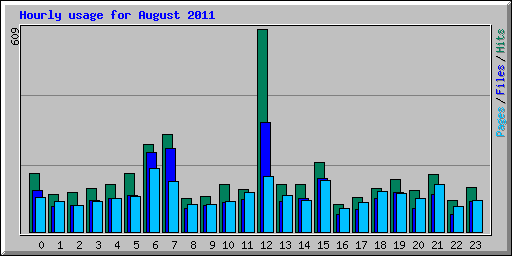 Hourly usage for August 2011
609
Pages / Files / Hits
0 1 2 3 4 5 6 7 8 9 10 11 12 13 14 15 16 17 18 19 20 21 22 23